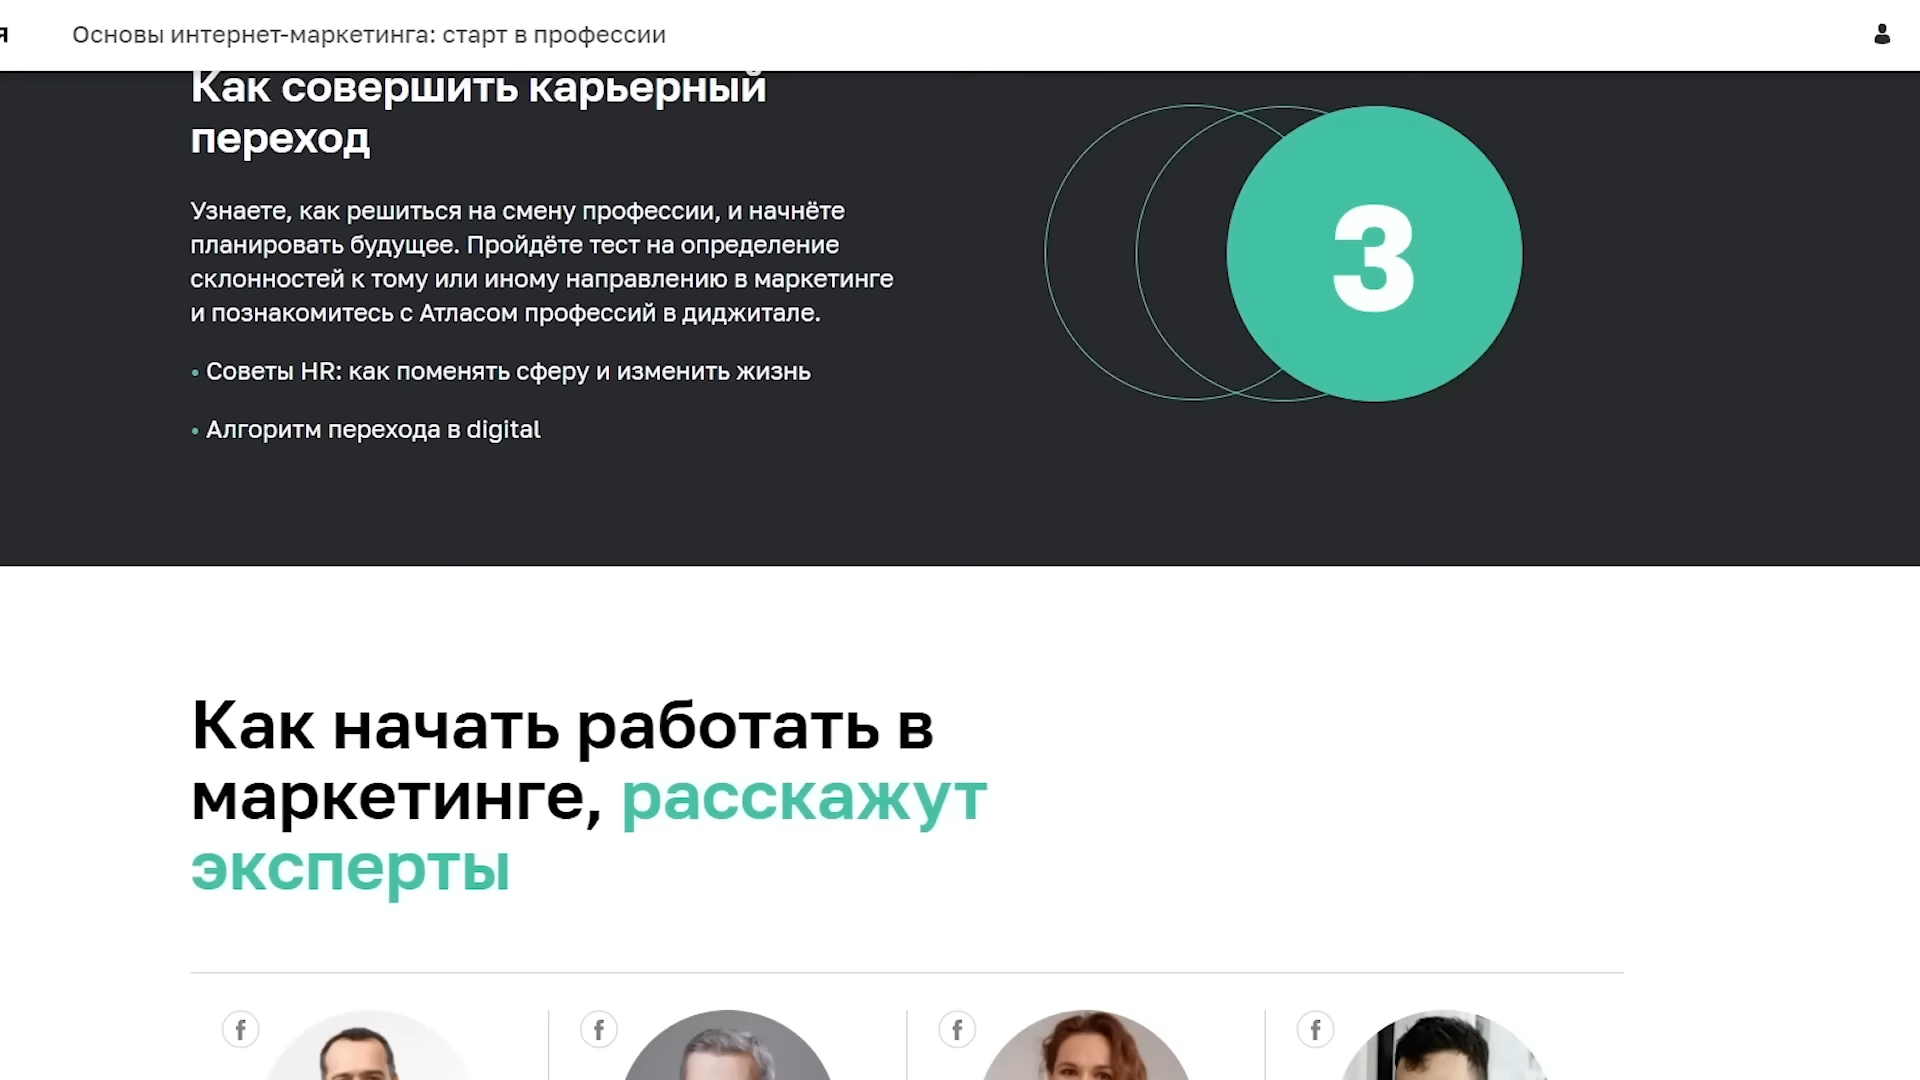 я Основы интернет-маркетинга: старт в профессии
Как совершить карьерный
переход
Узнаете, как решиться на смену профессии, и начнёте
планировать будущее. Пройдёте тест на определение
склонностей к тому или иному направлению в маркетинге
и познакомитесь с Атласом профессий в диджитале.
• Советы HR: как поменять сферу и изменить жизнь
• Алгоритм перехода в digital
3
Как начать работать в
маркетинге, расскажут
эксперты